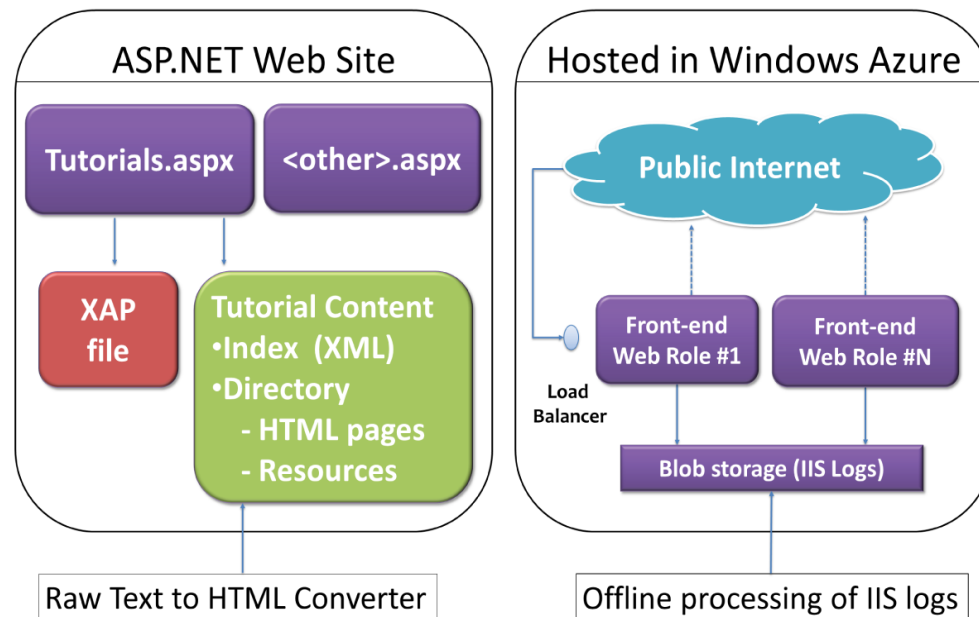 ASP.NET Web Site
Tutorials.aspx
<other>.aspx
XAP
file
Tutorial Content
•Index (XML)
•Directory
- HTML pages
- Resources
Raw Text to HTML Converter
Hosted in Windows Azure
Public Internet
Front-end
Web Role #1
Front-end
Web Role #N
Load
Balancer
Blob storage (IIS Logs)
Offline processing of IIS logs